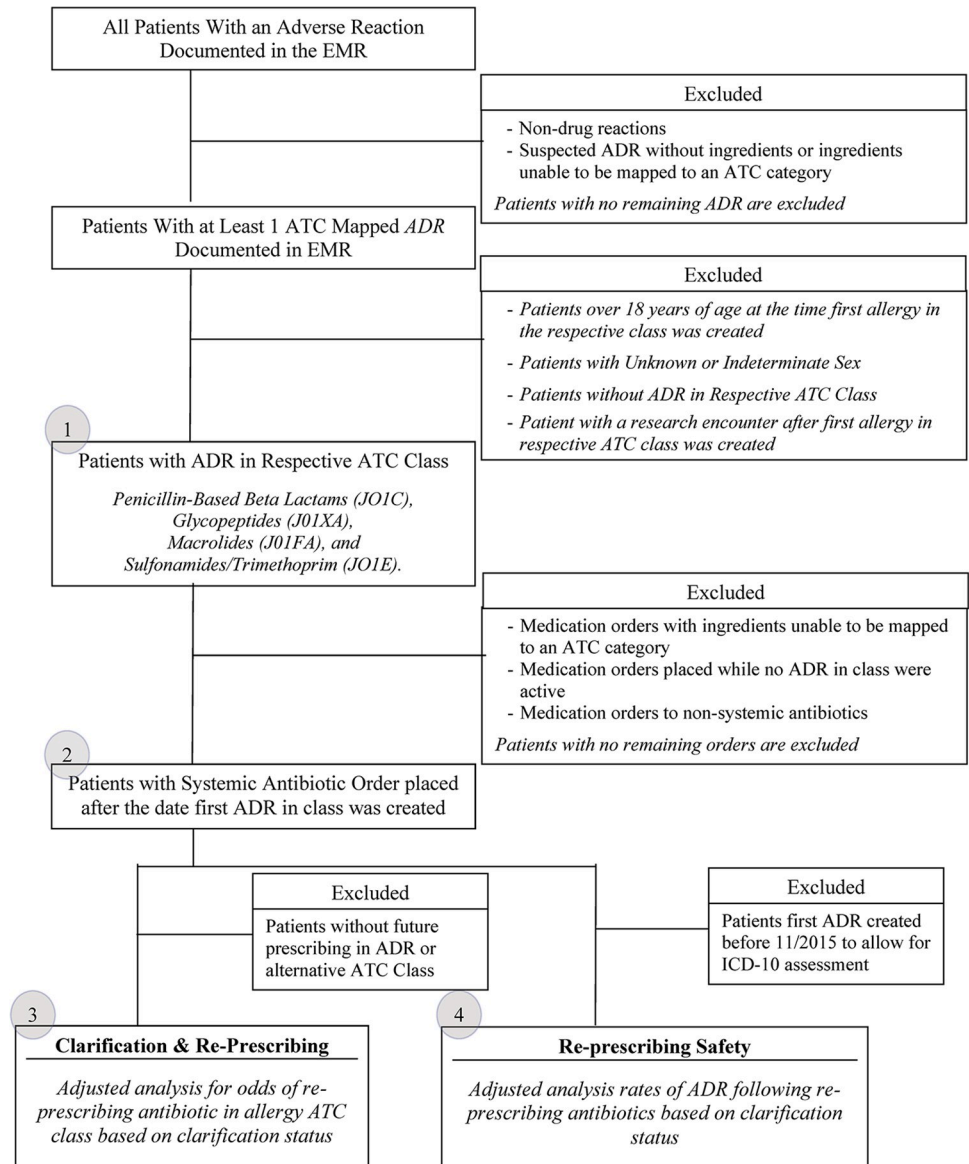 All Patients With an Adverse Reaction
Documented in the EMR
Excluded
- Non-drug reactions
- Suspected ADR without ingredients or ingredients
unable to be mapped to an ATC category
Patients with no remaining ADR are excluded
Patients With at Least 1 ATC Mapped ADR
Documented in EMR
Excluded
- Patients over 18 years of age at the time first allergy in
the respective class was created
- Patients with Unknown or Indeterminate Sex
- Patients without ADR in Respective ATC Class
- Patient with a research encounter after first allergy in
respective ATC class was created
1
Patients with ADR in Respective ATC Class
Penicillin-Based Beta Lactams (JO1C),
Glycopeptides (J01XA),
Macrolides (J01FA), and
Sulfonamides/Trimethoprim (JO1E).
Excluded
- Medication orders with ingredients unable to be mapped
to an ATC category
- Medication orders placed while no ADR in class were
active
- Medication orders to non-systemic antibiotics
Patients with no remaining orders are excluded
2
Patients with Systemic Antibiotic Order placed
after the date first ADR in class was created
Excluded
Patients without future
prescribing in ADR or
alternative ATC Class
Excluded
Patients first ADR created
before 11/2015 to allow for
ICD-10 assessment
3
Clarification & Re-Prescribing
Adjusted analysis for odds of re-
prescribing antibiotic in allergy ATC
class based on clarification status
4
Re-prescribing Safety
Adjusted analysis rates of ADR following re-
prescribing antibiotics based on clarification
status